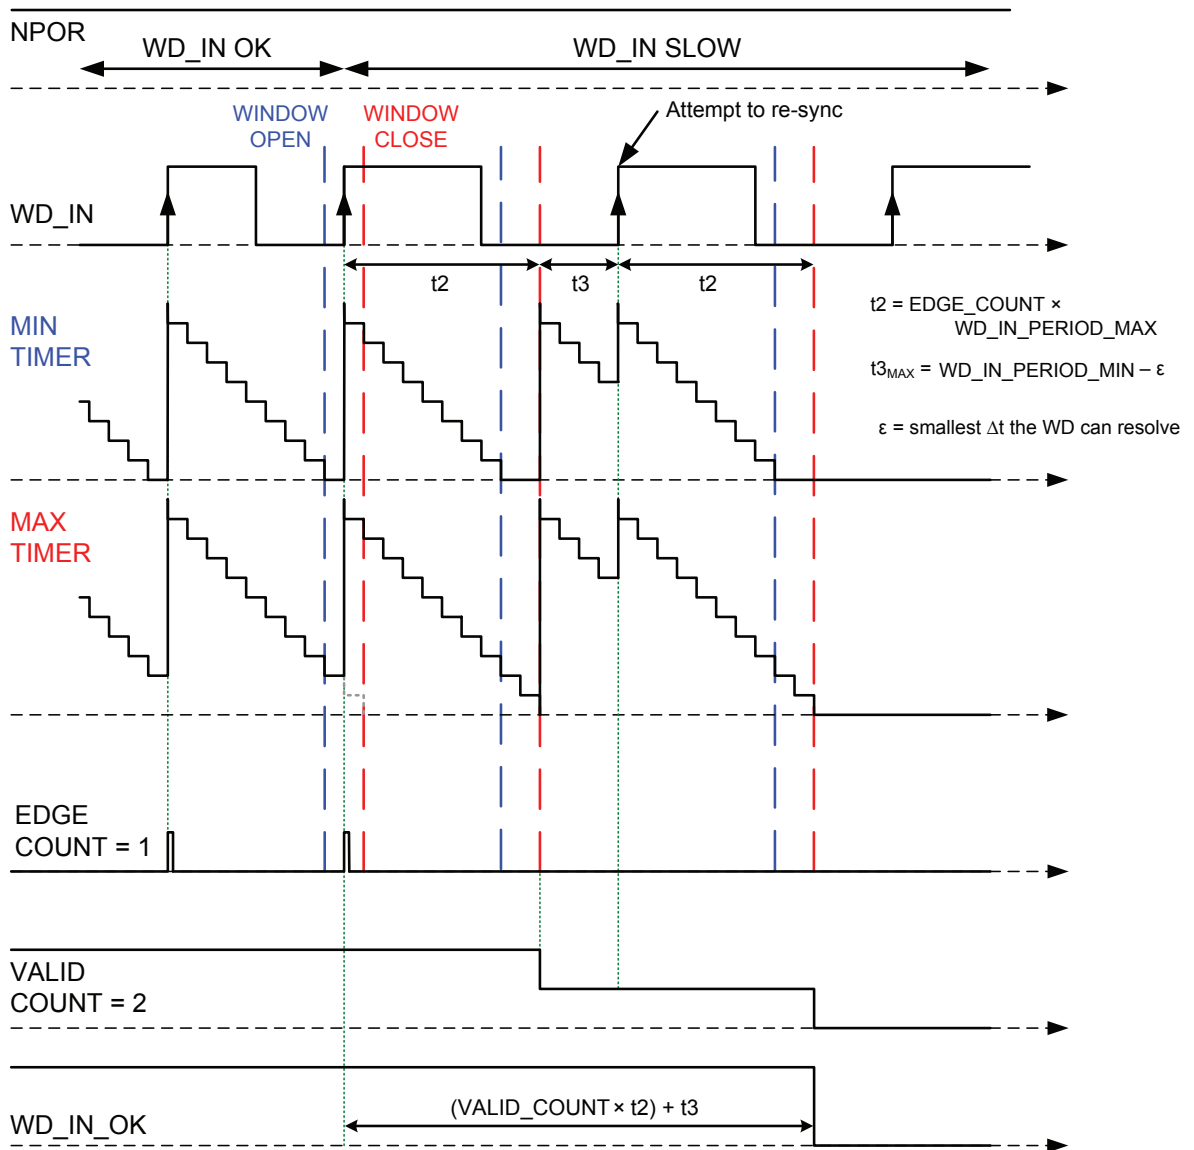 NPOR
WD_IN OK
WD_IN SLOW
WINDOW
OPEN
WINDOW
CLOSE
Attempt to re-sync
WD_IN
t2
t3
t2
t2 = EDGE_COUNT ×
WD_IN_PERIOD_MAX
t3MAX = WD_IN_PERIOD_MIN – ε
ε = smallest Δt the WD can resolve
MIN
TIMER
MAX
TIMER
EDGE
COUNT = 1
VALID
COUNT = 2
(VALID_COUNT × t2) + t3
WD_IN_OK